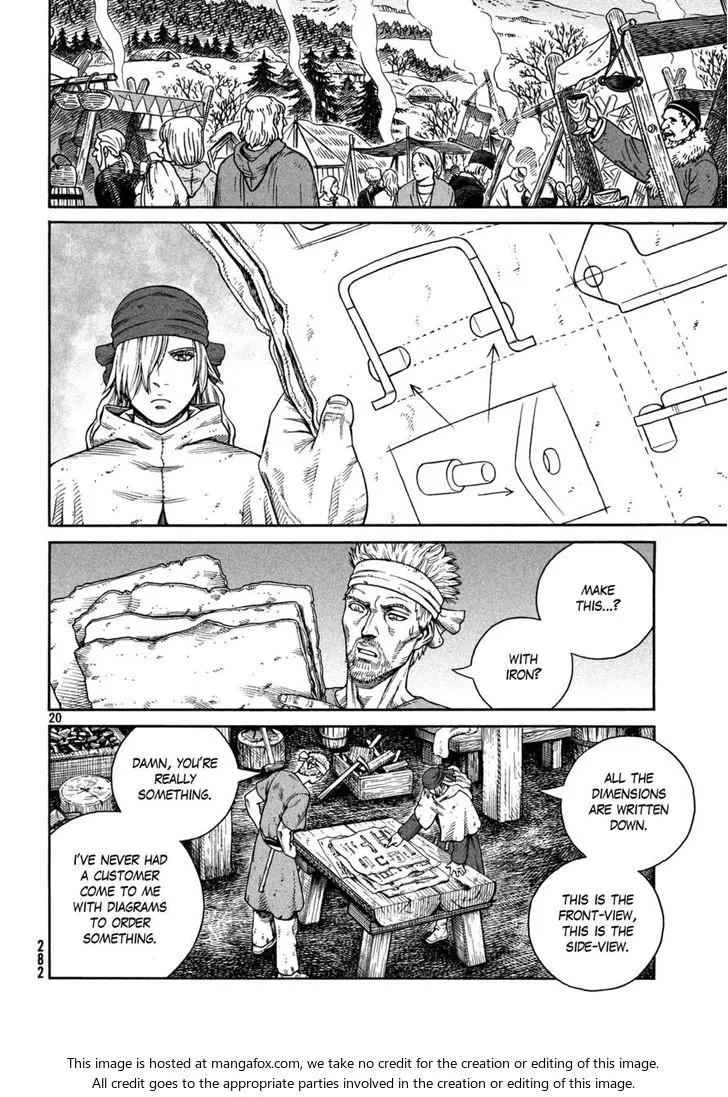 MAKE
THIS...?
WITH
IRON?
20
ALL THE
DIMENSIONS
ARE WRITTEN
DOWN.
THIS IS THE
FRONT-VIEW,
THIS IS THE
SIDE-VIEW.
DAMN, YOU'RE
REALLY
SOMETHING.
I'VE NEVER HAD
A CUSTOMER
COME TO ME
WITH DIAGRAMS
TO ORDER
SOMETHING.
282
This image is hosted at mangafox.com, we take no credit for the creation or editing of this image.
All credit goes to the appropriate parties involved in the creation or editing of this image.